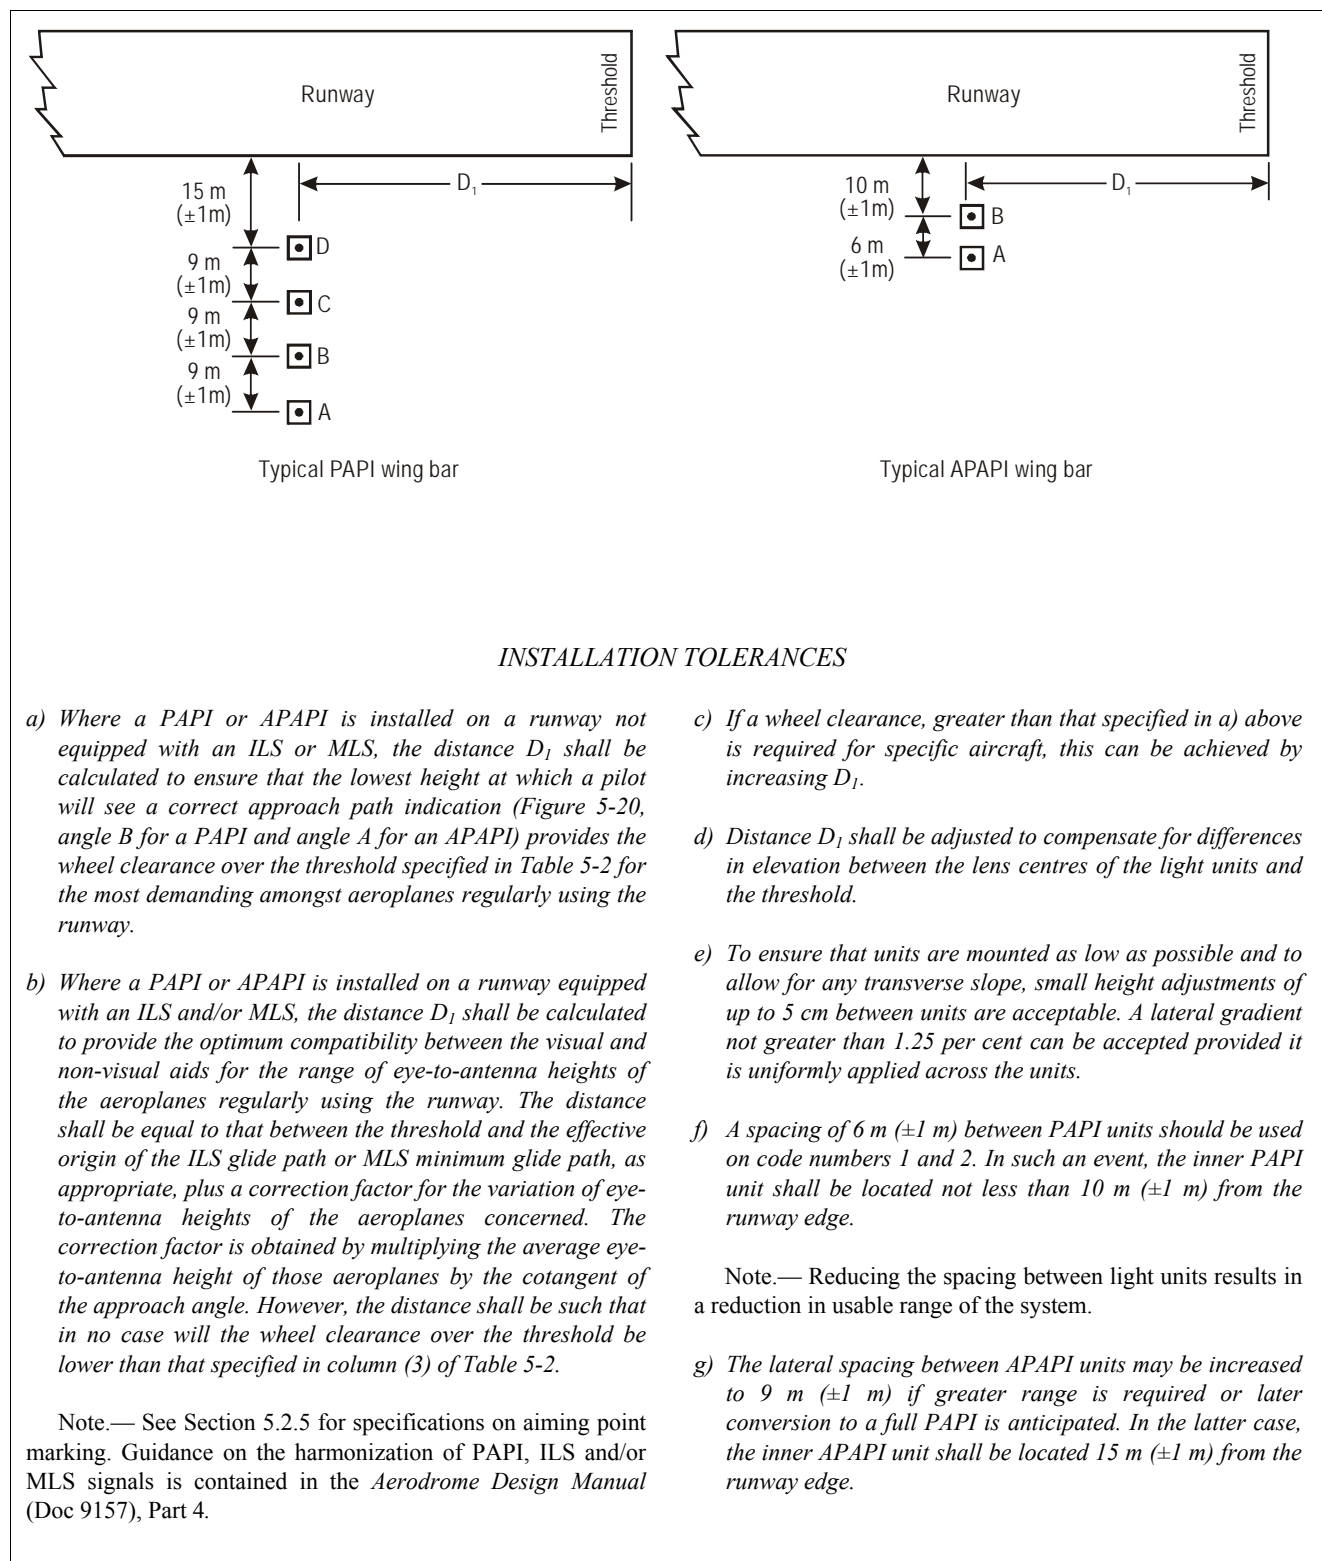 Runway
Threshold
15 m
(±1m)
D1
D
9 m
(±1m)
C
9 m
(±1m)
B
9 m
(±1m)
A
Typical PAPI wing bar
Runway
Threshold
10 m
(±1m)
D1
B
6 m
(±1m)
A
Typical APAPI wing bar
INSTALLATION TOLERANCES
a) Where a PAPI or APAPI is installed on a runway not
equipped with an ILS or MLS, the distance D1 shall be
calculated to ensure that the lowest height at which a pilot
will see a correct approach path indication (Figure 5-20,
angle B for a PAPI and angle A for an APAPI) provides the
wheel clearance over the threshold specified in Table 5-2 for
the most demanding amongst aeroplanes regularly using the
runway.
b) Where a PAPI or APAPI is installed on a runway equipped
with an ILS and/or MLS, the distance D1 shall be calculated
to provide the optimum compatibility between the visual and
non-visual aids for the range of eye-to-antenna heights of
the aeroplanes regularly using the runway. The distance
shall be equal to that between the threshold and the effective
origin of the ILS glide path or MLS minimum glide path, as
appropriate, plus a correction factor for the variation of eye-
to-antenna heights of the aeroplanes concerned. The
correction factor is obtained by multiplying the average eye-
to-antenna height of those aeroplanes by the cotangent of
the approach angle. However, the distance shall be such that
in no case will the wheel clearance over the threshold be
lower than that specified in column (3) of Table 5-2.
Note.— See Section 5.2.5 for specifications on aiming point
marking. Guidance on the harmonization of PAPI, ILS and/or
MLS signals is contained in the Aerodrome Design Manual
(Doc 9157), Part 4.
c) If a wheel clearance, greater than that specified in a) above
is required for specific aircraft, this can be achieved by
increasing D1.
d) Distance D1 shall be adjusted to compensate for differences
in elevation between the lens centres of the light units and
the threshold.
e) To ensure that units are mounted as low as possible and to
allow for any transverse slope, small height adjustments of
up to 5 cm between units are acceptable. A lateral gradient
not greater than 1.25 per cent can be accepted provided it
is uniformly applied across the units.
f) A spacing of 6 m (±1 m) between PAPI units should be used
on code numbers 1 and 2. In such an event, the inner PAPI
unit shall be located not less than 10 m (±1 m) from the
runway edge.
Note.— Reducing the spacing between light units results in
a reduction in usable range of the system.
g) The lateral spacing between APAPI units may be increased
to 9 m (±1 m) if greater range is required or later
conversion to a full PAPI is anticipated. In the latter case,
the inner APAPI unit shall be located 15 m (±1 m) from the
runway edge.